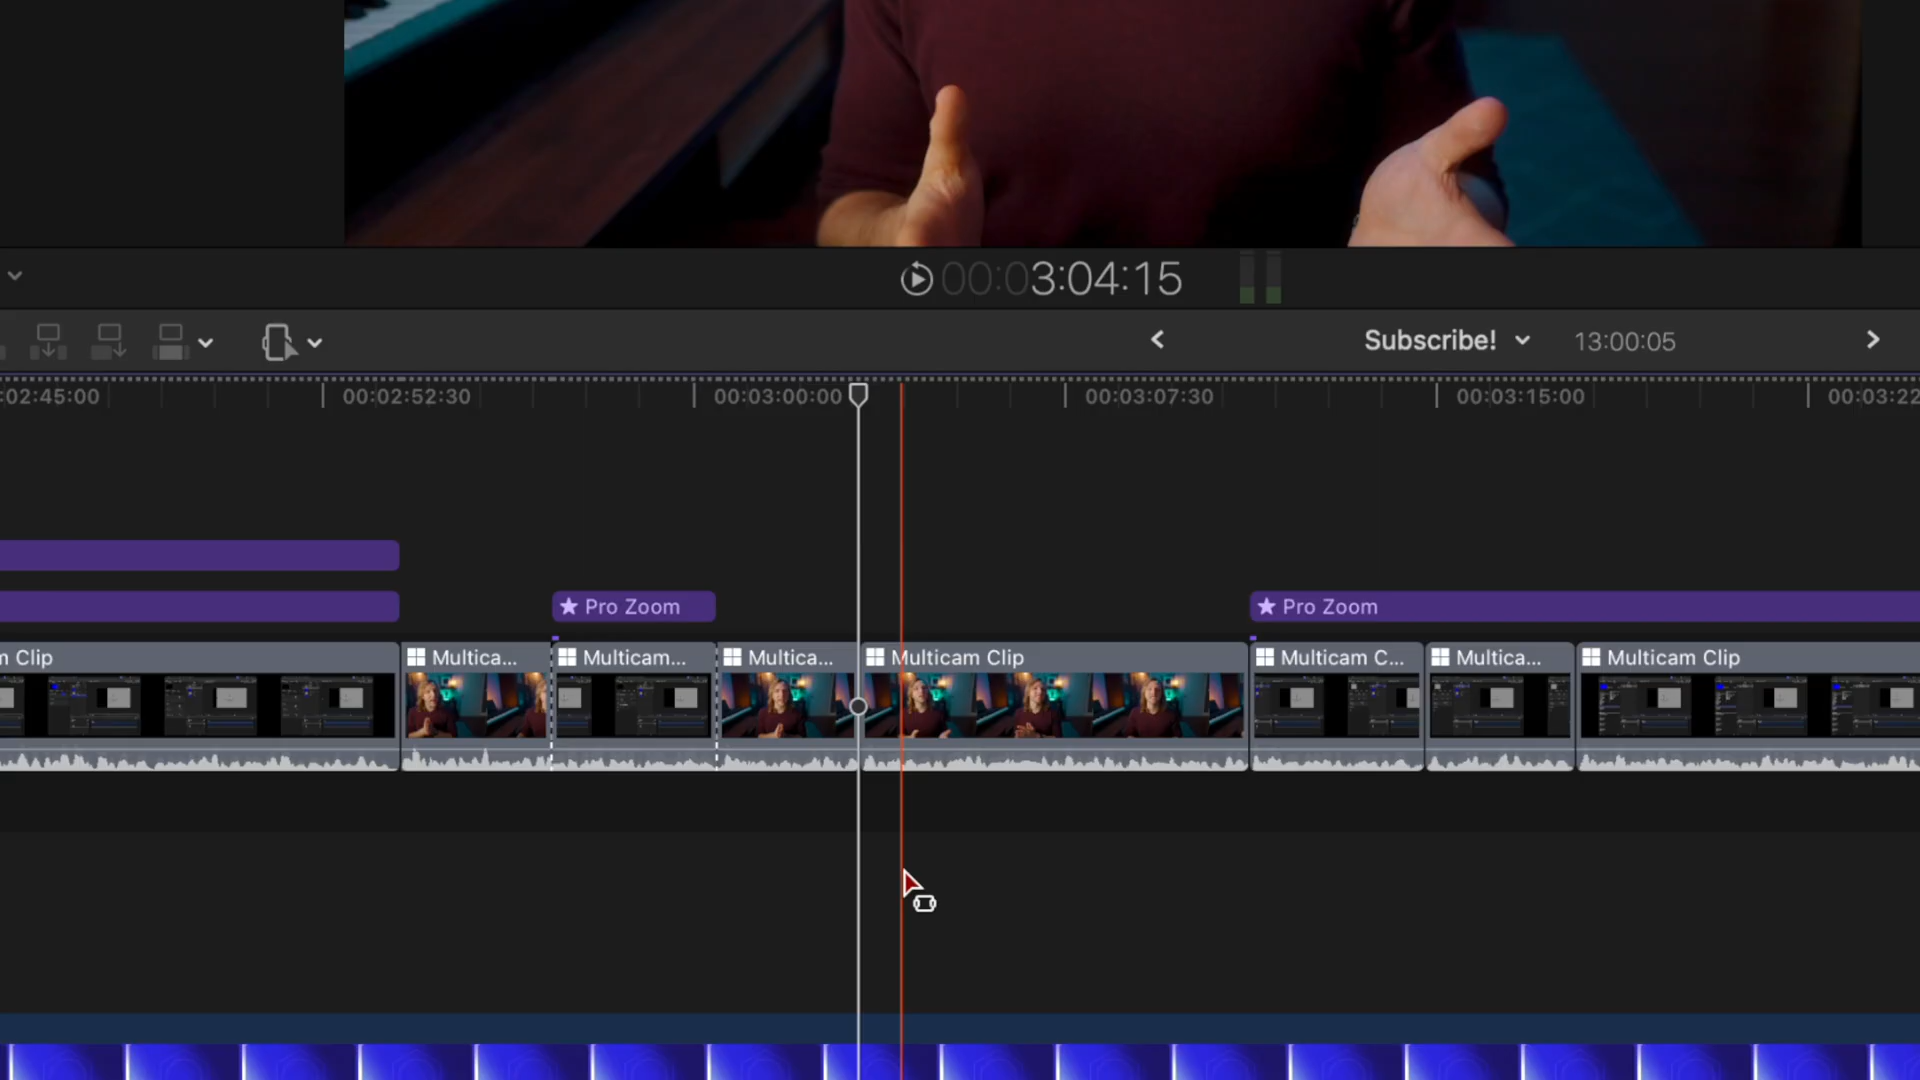 00:03:04:15
Subscribe! 13:00:05
:02:45:00 00:02:52:30 00:03:00:00 00:03:07:30 00:03:15:00 00:03:22
Pro Zoom Pro Zoom
m Clip Multica... Multicam... Multica... Multicam Clip Multicam C... Multica... Multicam Clip